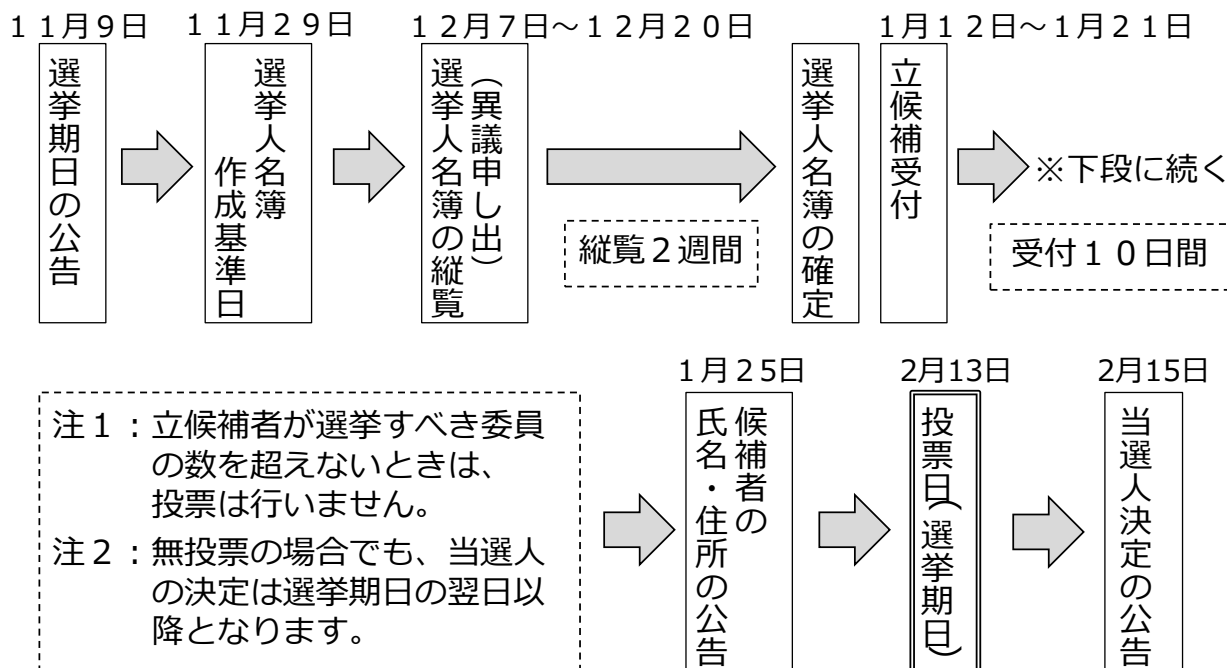 11月9日
選挙期日の公告
11月29日
選挙人名簿
作成基準日
12月7日～12月20日
(異議申し出)
選挙人名簿の縦覧
縦覧2週間
選挙人名簿の確定
1月12日～1月21日
立候補受付
※下段に続く
受付10日間
注1：立候補者が選挙すべき委員
の数を超えないときは、
投票は行いません。
注2：無投票の場合でも、当選人
の決定は選挙期日の翌日以
降となります。
1月25日
候補者の
氏名・住所の公告
2月13日
投票日(選挙期日)
2月15日
当選人決定の公告